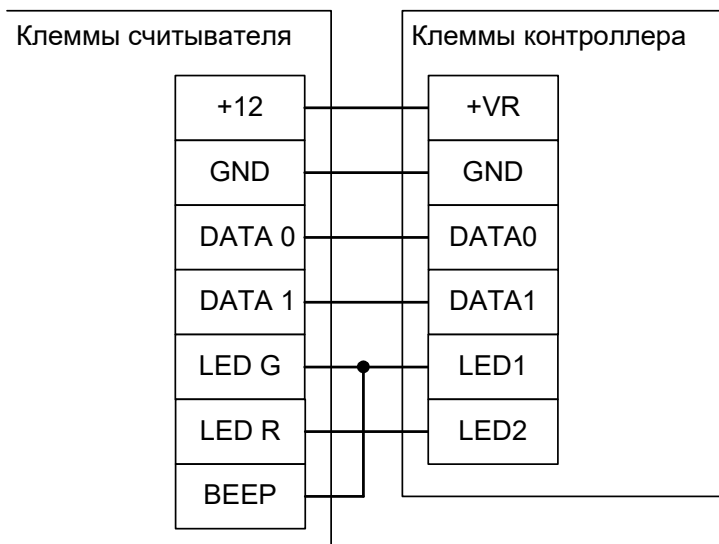 Клеммы считывателя
Клеммы контроллера
+12
+VR
GND
GND
DATA 0
DATA0
DATA 1
DATA1
LED G
LED1
LED R
LED2
BEEP